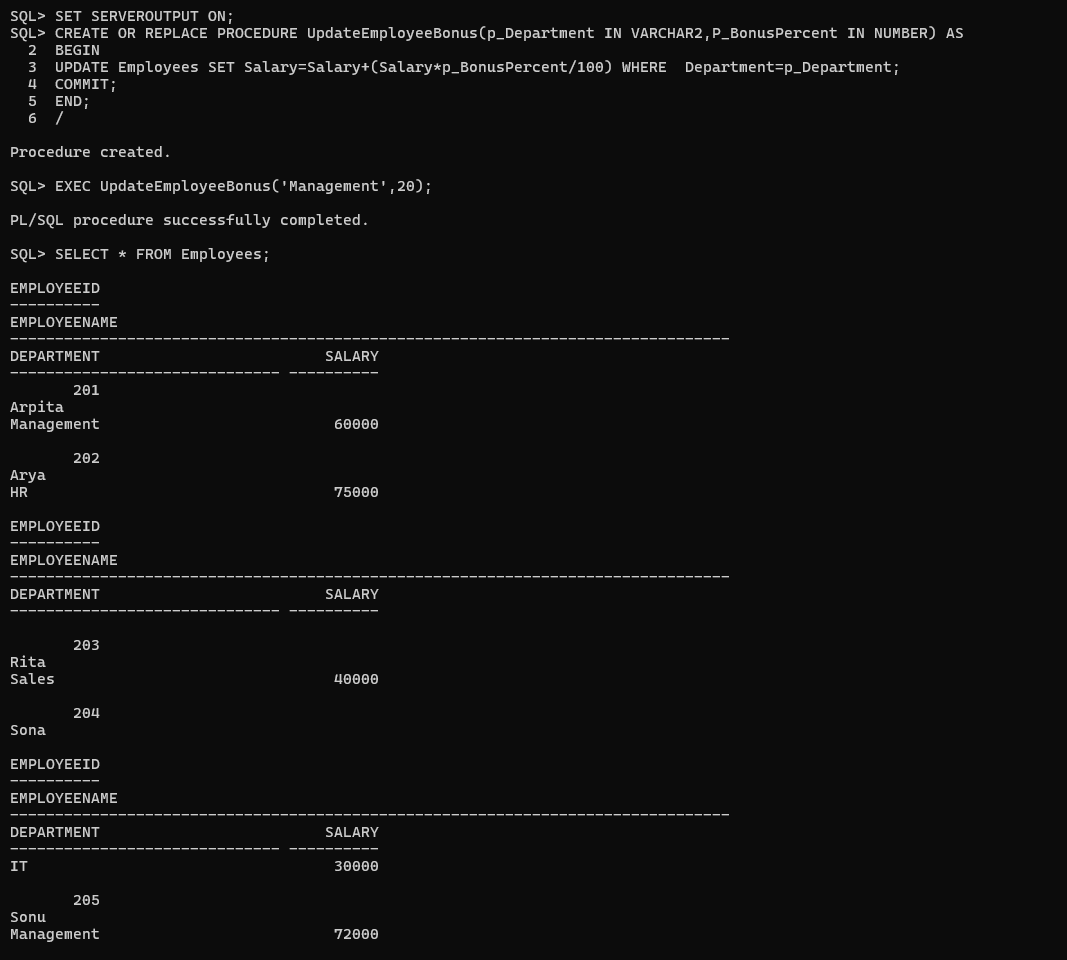 SQL> SET SERVEROUTPUT ON;
SQL> CREATE OR REPLACE PROCEDURE UpdateEmployeeBonus(p_Department IN VARCHAR2,P_BonusPercent IN NUMBER) AS
  2  BEGIN
  3  UPDATE Employees SET Salary=Salary+(Salary*p_BonusPercent/100) WHERE  Department=p_Department;
  4  COMMIT;
  5  END;
  6  /

Procedure created.

SQL> EXEC UpdateEmployeeBonus('Management',20);

PL/SQL procedure successfully completed.

SQL> SELECT * FROM Employees;

EMPLOYEEID
----------
EMPLOYEENAME
--------------------------------------------------------------------------------
DEPARTMENT                         SALARY
------------------------------ ----------
       201
Arpita
Management                          60000

       202
Arya
HR                                  75000

EMPLOYEEID
----------
EMPLOYEENAME
--------------------------------------------------------------------------------
DEPARTMENT                         SALARY
------------------------------ ----------

       203
Rita
Sales                               40000

       204
Sona

EMPLOYEEID
----------
EMPLOYEENAME
--------------------------------------------------------------------------------
DEPARTMENT                         SALARY
------------------------------ ----------
IT                                  30000

       205
Sonu
Management                          72000